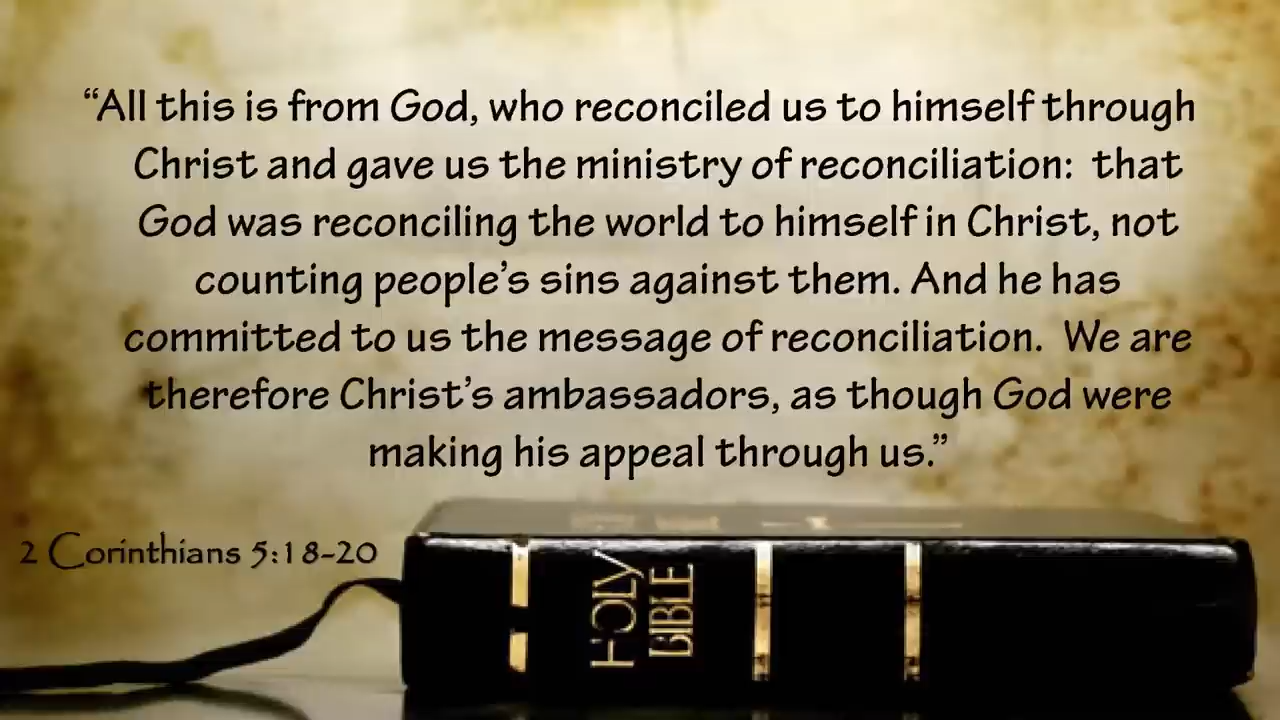 “All this is from God, who reconciled us to himself through
Christ and gave us the ministry of reconciliation:  that
God was reconciling the world to himself in Christ, not
counting people’s sins against them. And he has
committed to us the message of reconciliation.  We are
therefore Christ’s ambassadors, as though God were
making his appeal through us.”
2 Corinthians 5:18-20
HOLY
BIBLE